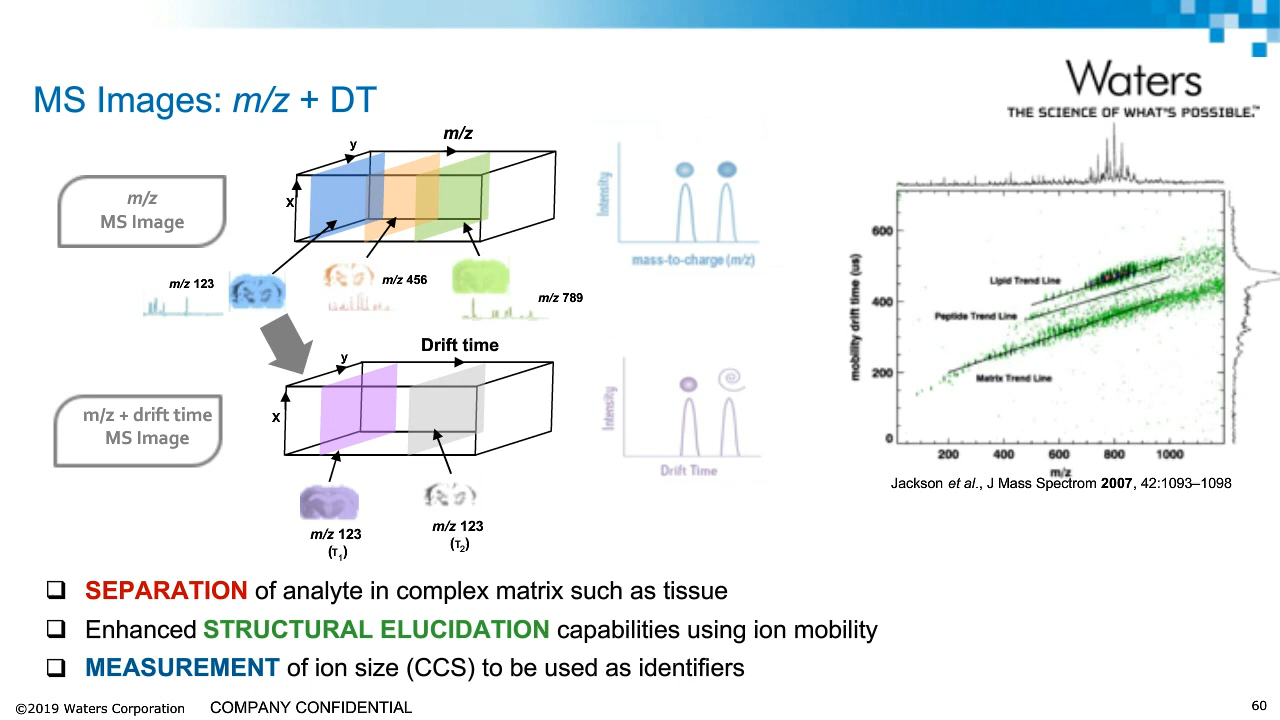 Waters
THE SCIENCE OF WHAT'S POSSIBLE.™
MS Images: m/z + DT
m/z
MS Image
y
m/z
x
m/z 123
m/z 456
m/z 789
Intensity
mass-to-charge (m/z)
m/z + drift time
MS Image
y
Drift time
x
m/z 123
(τ1)
m/z 123
(τ2)
Intensity
Drift Time
mobility drift time (us)
600
400
200
0
Lipid Trend Line
Peptide Trend Line
Matrix Trend Line
200 400 600 800 1000
m/z
Jackson et al., J Mass Spectrom 2007, 42:1093–1098
❑ SEPARATION of analyte in complex matrix such as tissue
❑ Enhanced STRUCTURAL ELUCIDATION capabilities using ion mobility
❑ MEASUREMENT of ion size (CCS) to be used as identifiers
©2019 Waters Corporation COMPANY CONFIDENTIAL
60